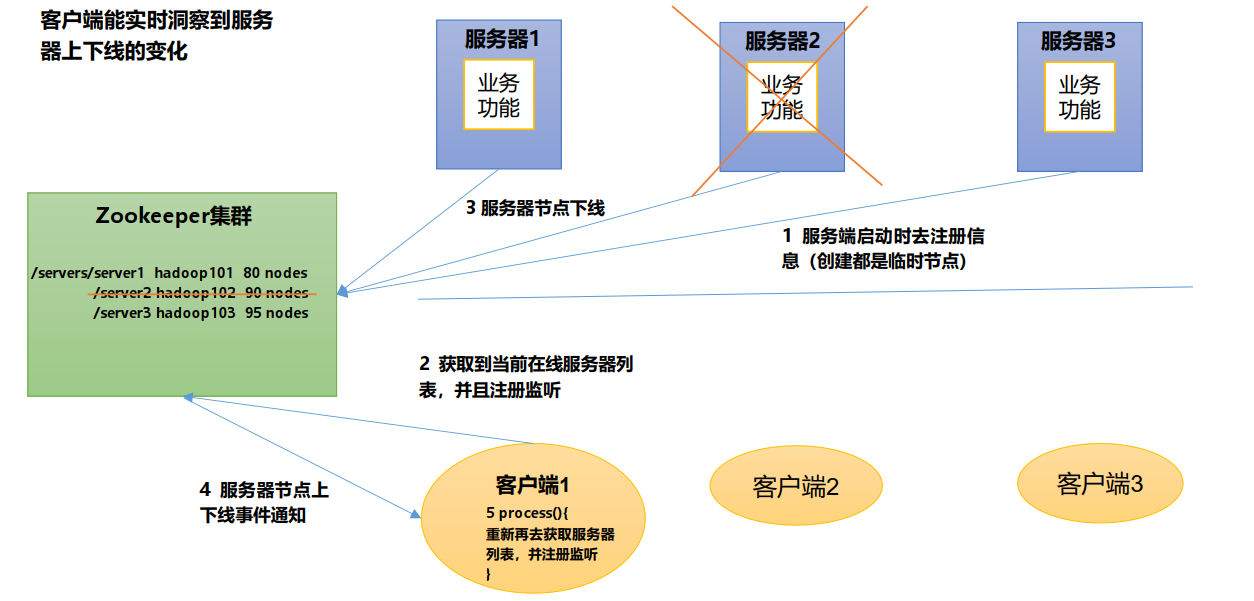 客户端能实时洞察到服务
器上下线的变化
服务器1
业务
功能
服务器2
业务
功能
服务器3
业务
功能
3 服务器节点下线
1 服务端启动时去注册信
息（创建都是临时节点）
Zookeeper集群
/servers/server1 hadoop101 80 nodes
/server2 hadoop102 90 nodes
/server3 hadoop103 95 nodes
2 获取到当前在线服务器列
表，并且注册监听
4 服务器节点上
下线事件通知
客户端1
5 process(){
重新再去获取服务器
列表，并注册监听
}
客户端2
客户端3